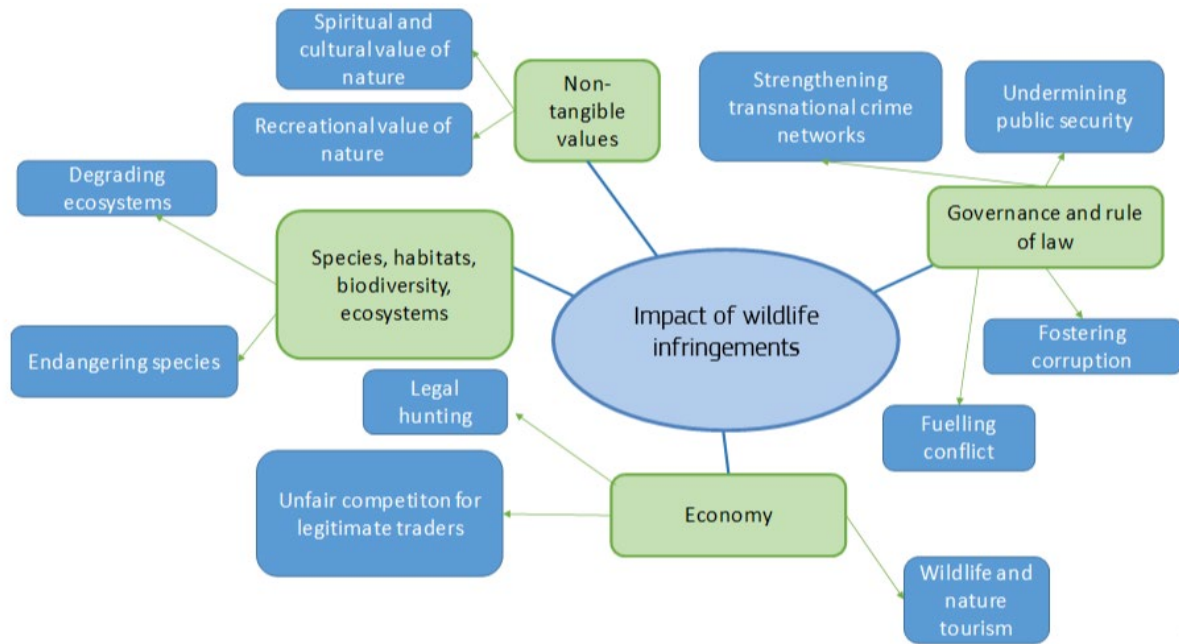 Spiritual and
cultural value of
nature
Non-
tangible
values
Recreational value of
nature
Strengthening
transnational crime
networks
Undermining
public security
Degrading
ecosystems
Species, habitats,
biodiversity,
ecosystems
Governance and rule
of law
Impact of wildlife
infringements
Endangering species
Fostering
corruption
Legal
hunting
Fuelling
conflict
Unfair competiton for
legitimate traders
Economy
Wildlife and
nature
tourism